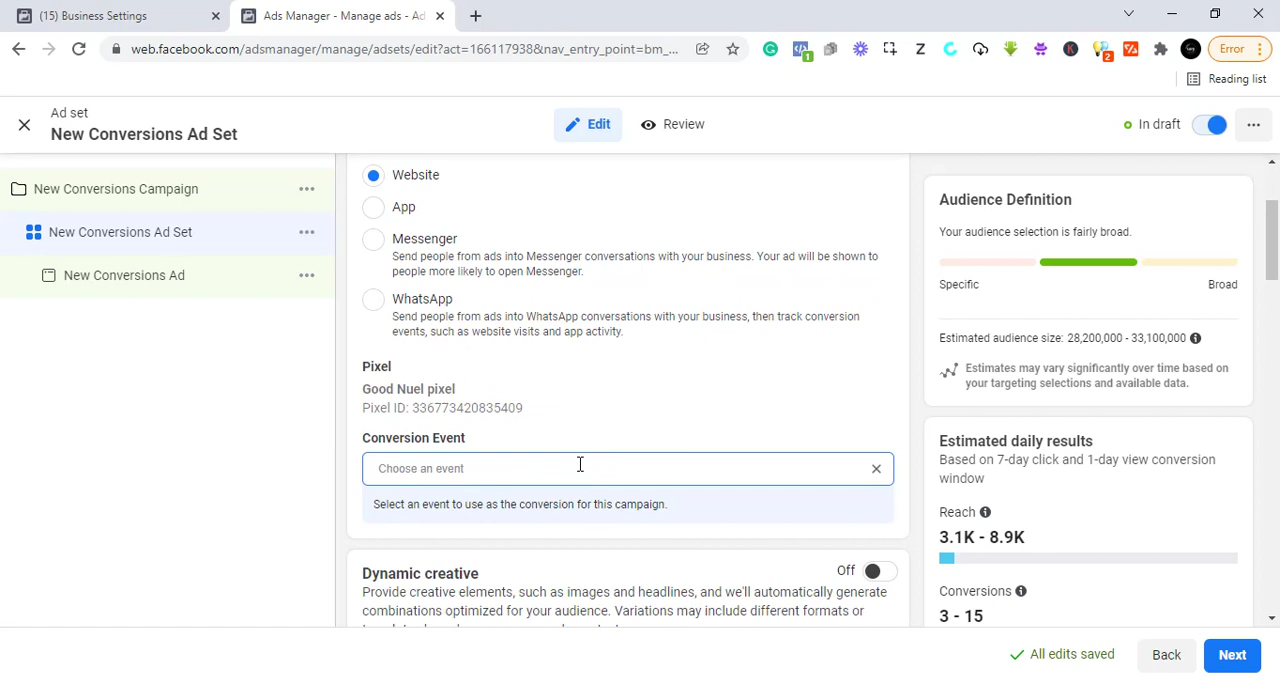 (15) Business Settings
Ads Manager - Manage ads - Ad
web.facebook.com/adsmanager/manage/adsets/edit?act=166117938&nav_entry_point=bm_...
1
Z
K
2
Error
Reading list
Ad set
New Conversions Ad Set
Edit
Review
In draft
New Conversions Campaign
New Conversions Ad Set
New Conversions Ad
Website
App
Messenger
Send people from ads into Messenger conversations with your business. Your ad will be shown to
people more likely to open Messenger.
WhatsApp
Send people from ads into WhatsApp conversations with your business, then track conversion
events, such as website visits and app activity.
Pixel
Good Nuel pixel
Pixel ID: 336773420835409
Conversion Event
Choose an event
Select an event to use as the conversion for this campaign.
Dynamic creative
Off
Provide creative elements, such as images and headlines, and we'll automatically generate
combinations optimized for your audience. Variations may include different formats or
Audience Definition
Your audience selection is fairly broad.
Specific
Broad
Estimated audience size: 28,200,000 - 33,100,000
Estimates may vary significantly over time based on
your targeting selections and available data.
Estimated daily results
Based on 7-day click and 1-day view conversion
window
Reach
3.1K - 8.9K
Conversions
3 - 15
All edits saved
Back
Next